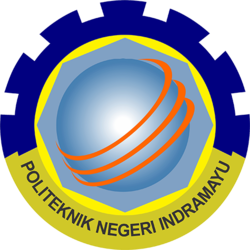 POLITEKNIK NEGERI INDRAMAYU